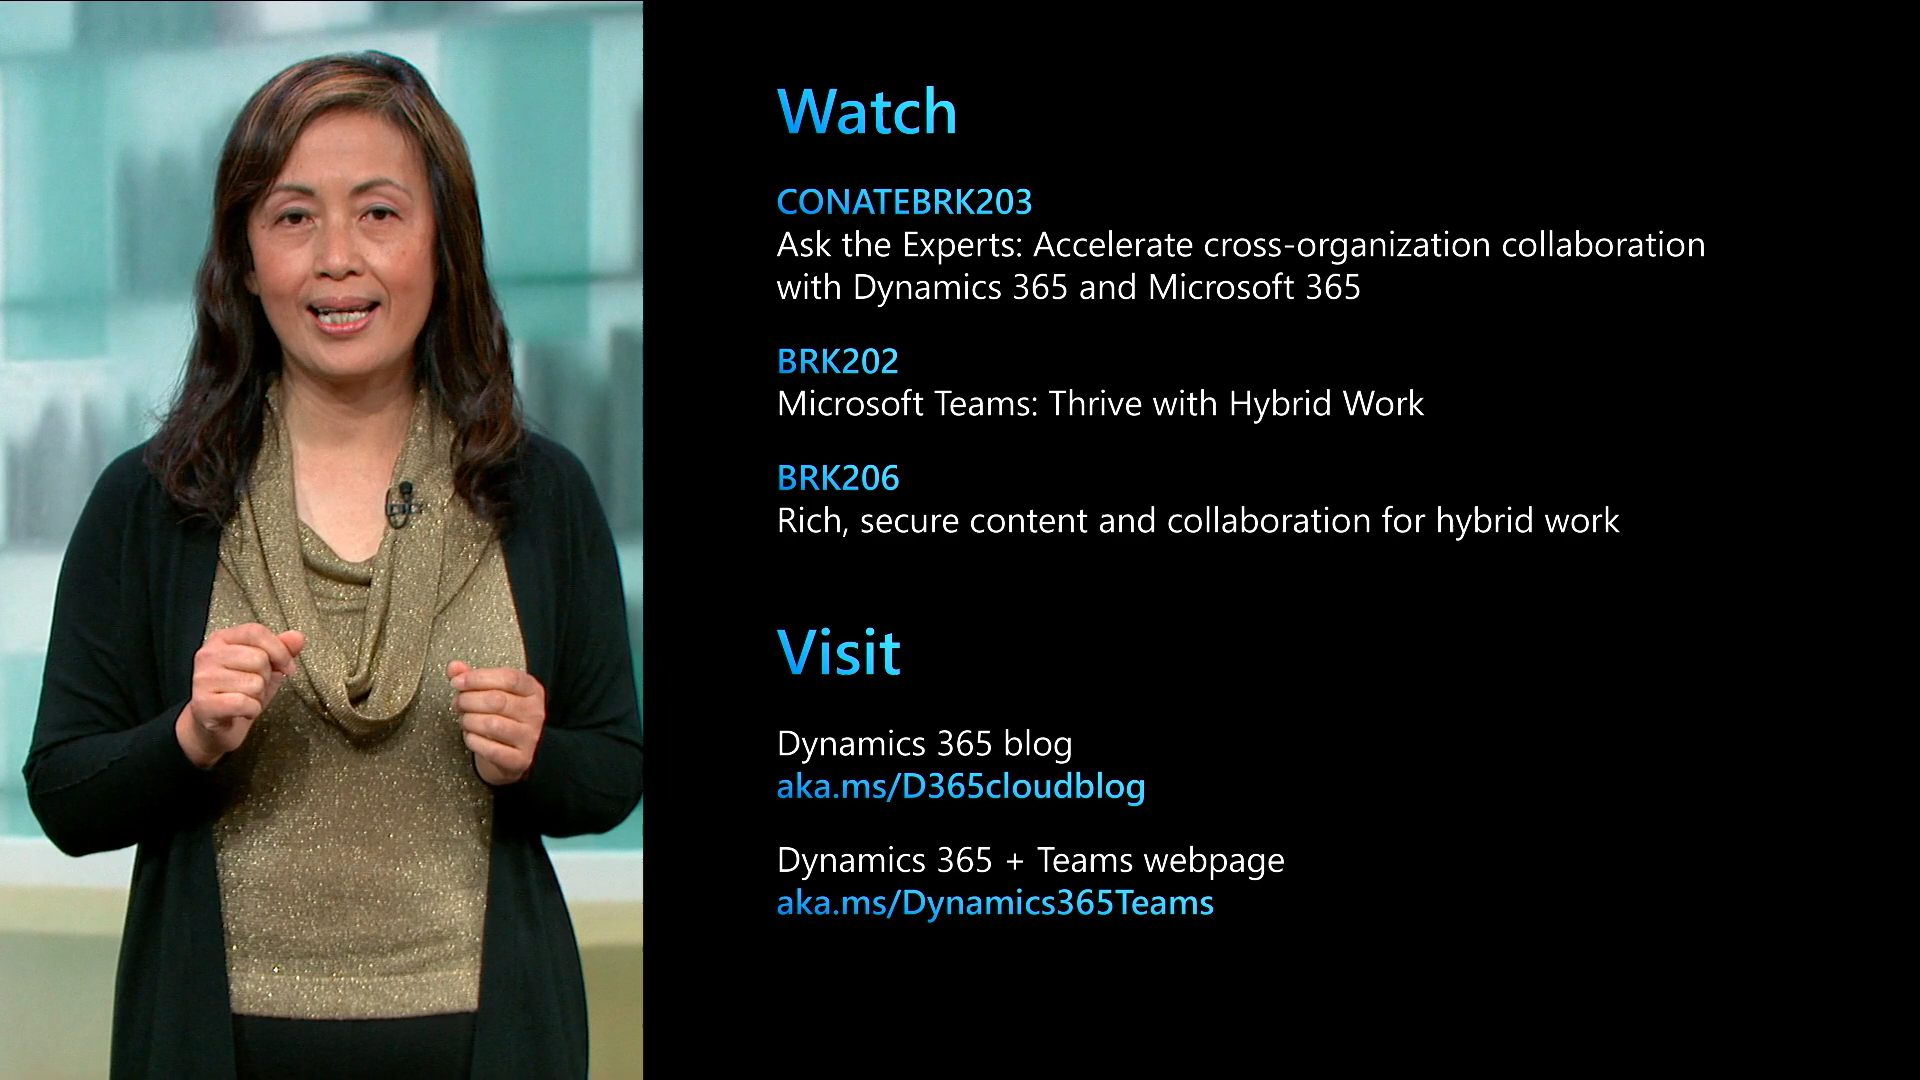 Watch
CONATEBRK203
Ask the Experts: Accelerate cross-organization collaboration
with Dynamics 365 and Microsoft 365
BRK202
Microsoft Teams: Thrive with Hybrid Work
BRK206
Rich, secure content and collaboration for hybrid work
Visit
Dynamics 365 blog
aka.ms/D365cloudblog
Dynamics 365 + Teams webpage
aka.ms/Dynamics365Teams